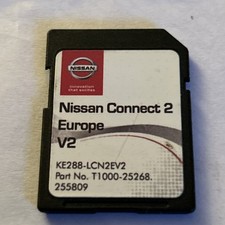 NISSAN
Innovation
that excites
Nissan Connect 2
Europe
V2
KE288-LCN2EV2
Part No. T1000-25268.
255809